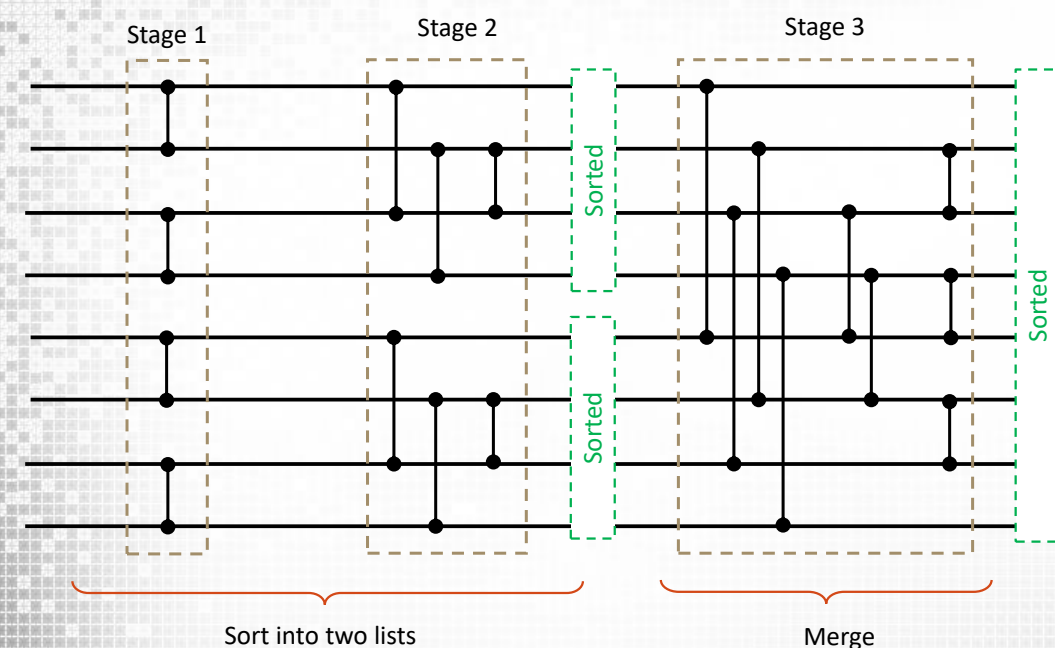 Stage 1
Stage 2
Stage 3
Sorted
Sorted
Sorted
Sort into two lists
Merge